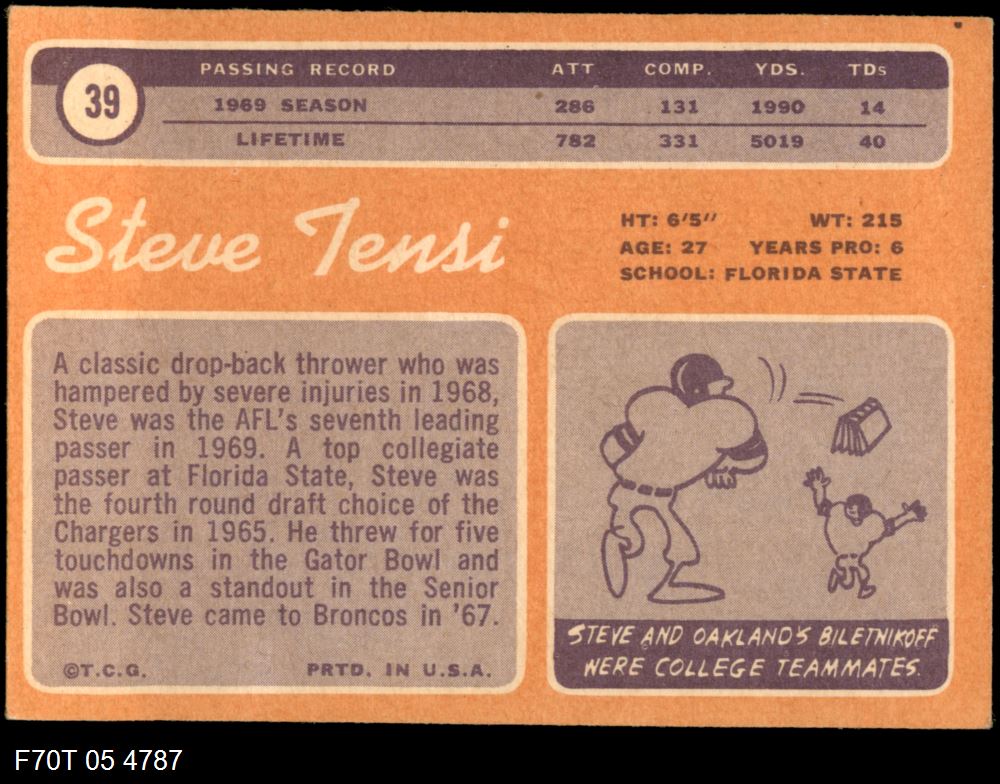 39
PASSING RECORD ATT COMP. YDS. TDs
1969 SEASON 286 131 1990 14
LIFETIME 782 331 5019 40
Steve Tensi
HT: 6'5" WT: 215
AGE: 27 YEARS PRO: 6
SCHOOL: FLORIDA STATE
A classic drop-back thrower who was
hampered by severe injuries in 1968,
Steve was the AFL's seventh leading
passer in 1969. A top collegiate
passer at Florida State, Steve was
the fourth round draft choice of the
Chargers in 1965. He threw for five
touchdowns in the Gator Bowl and
was also a standout in the Senior
Bowl. Steve came to Broncos in '67.
©T.C.G. PRTD. IN U.S.A.
STEVE AND OAKLAND'S BILETNIKOFF
WERE COLLEGE TEAMMATES.
F70T 05 4787